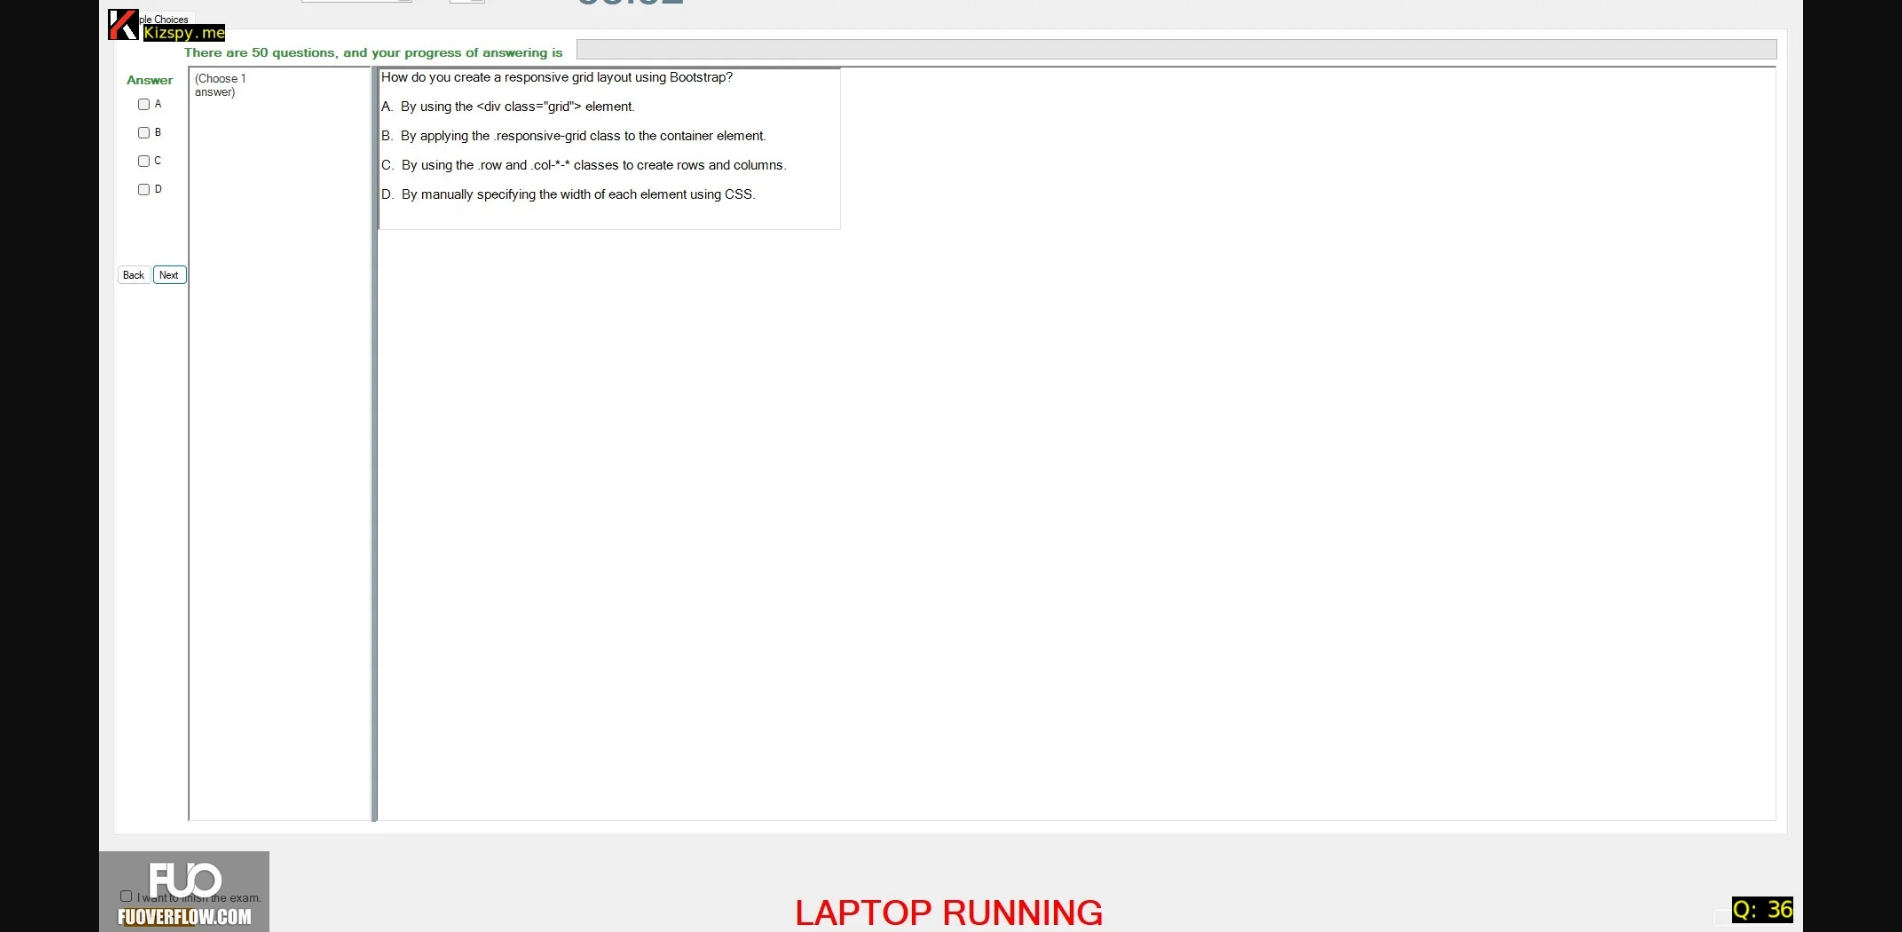 ple Choices
Kizspy.me
There are 50 questions, and your progress of answering is
Answer
(Choose 1
answer)
A
B
C
D
Back
Next
How do you create a responsive grid layout using Bootstrap?
A. By using the <div class="grid"> element.
B. By applying the .responsive-grid class to the container element.
C. By using the .row and .col-*-* classes to create rows and columns.
D. By manually specifying the width of each element using CSS.
FUO
I want to finish the exam.
FUOVERFLOW.COM
LAPTOP RUNNING
Q: 36